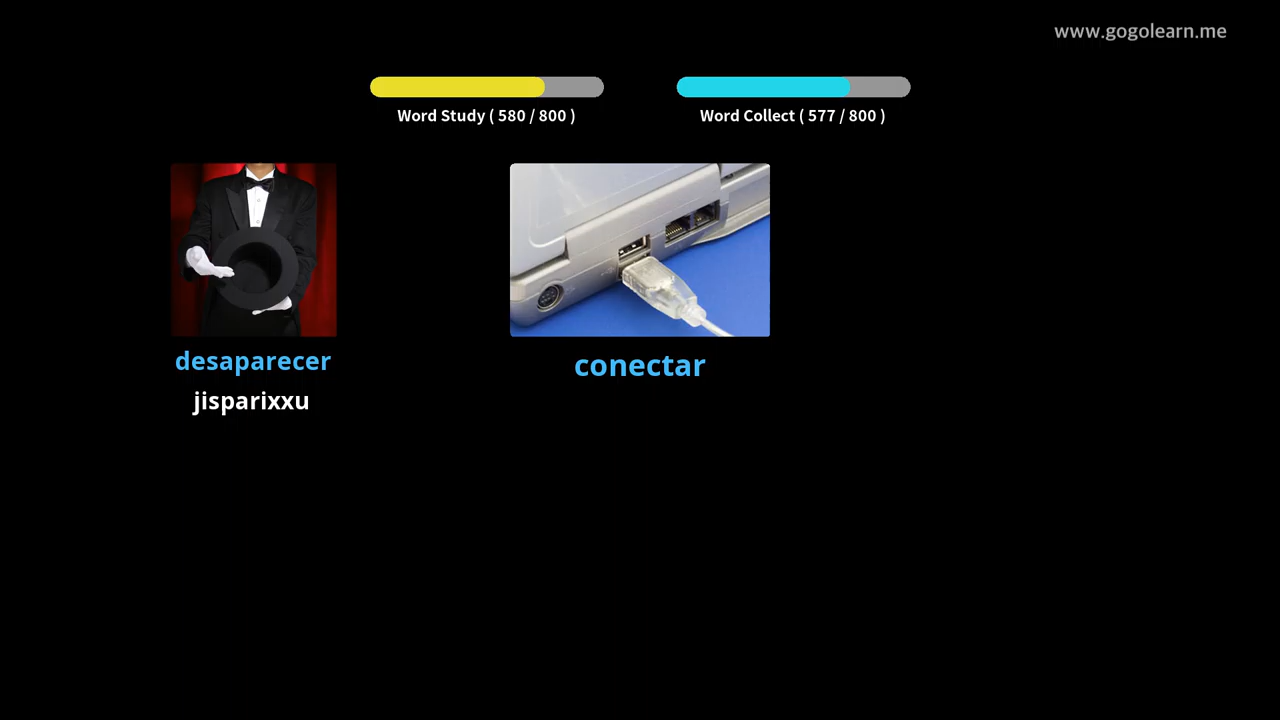 www.gogolearn.me
Word Study ( 580 / 800 )
Word Collect ( 577 / 800 )
desaparecer
jisparixxu
conectar